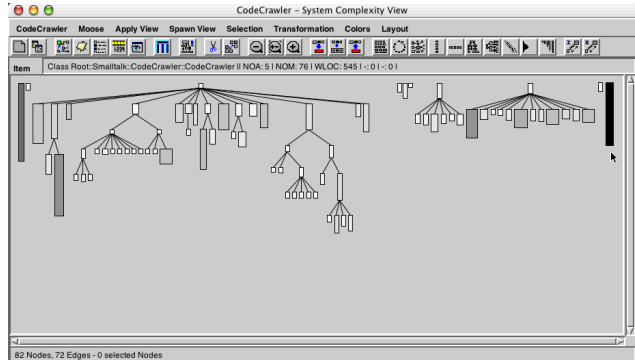 CodeCrawler - System Complexity View
CodeCrawler Moose Apply View Spawn View Selection Transformation Colors Layout
Item Class Root::Smalltalk::CodeCrawler::CodeCrawler II NOA: 5 I NOM: 76 I WLOC: 545 I -: 0 I -: 0 I
82 Nodes, 72 Edges - 0 selected Nodes